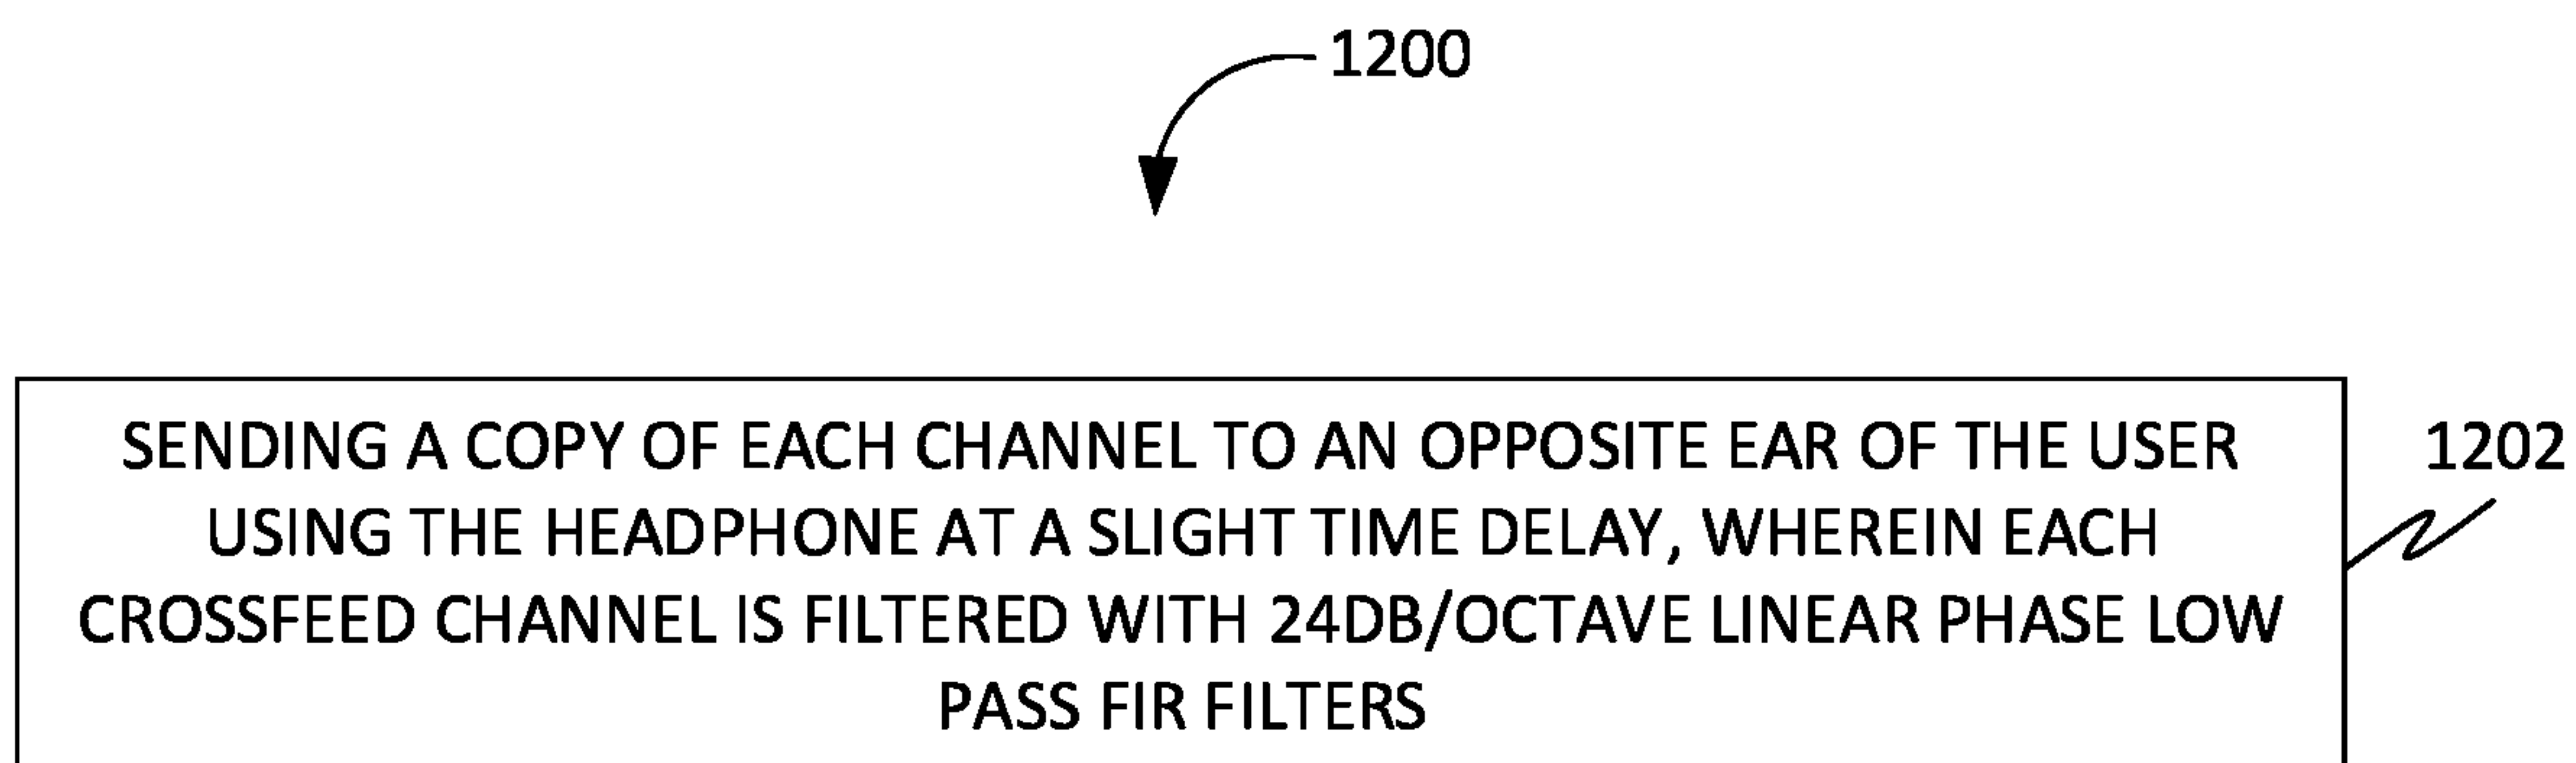 1200
SENDING A COPY OF EACH CHANNEL TO AN OPPOSITE EAR OF THE USER
1202
USING THE HEADPHONE AT A SLIGHT TIME DELAY, WHEREIN EACH
CROSSFEED CHANNEL IS FILTERED WITH 24DB/OCTAVE LINEAR PHASE LOW
PASS FIR FILTERS